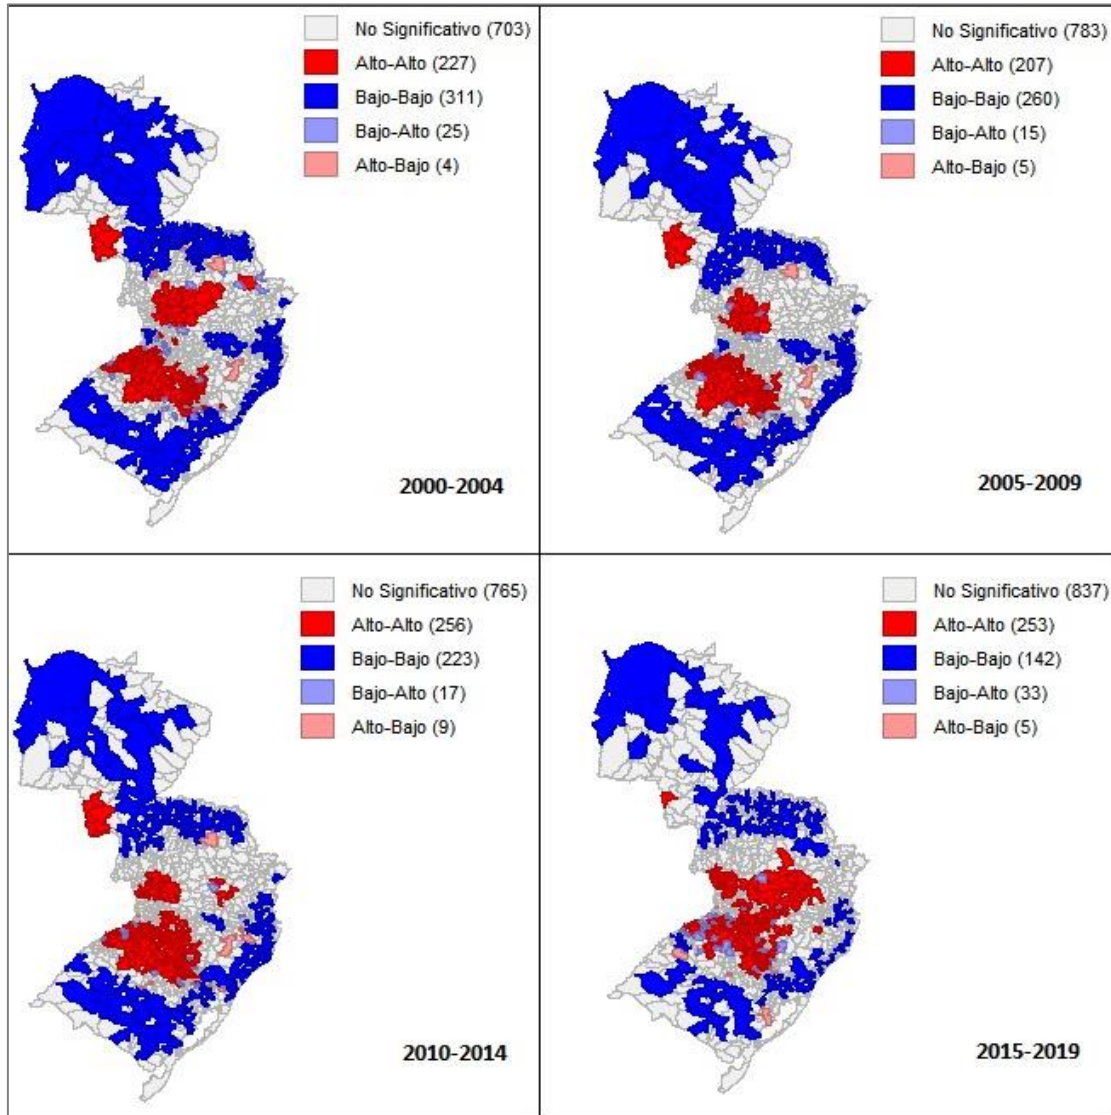 No Significativo (703)
Alto-Alto (227)
Bajo-Bajo (311)
Bajo-Alto (25)
Alto-Bajo (4)
2000-2004
No Significativo (783)
Alto-Alto (207)
Bajo-Bajo (260)
Bajo-Alto (15)
Alto-Bajo (5)
2005-2009
No Significativo (765)
Alto-Alto (256)
Bajo-Bajo (223)
Bajo-Alto (17)
Alto-Bajo (9)
2010-2014
No Significativo (837)
Alto-Alto (253)
Bajo-Bajo (142)
Bajo-Alto (33)
Alto-Bajo (5)
2015-2019